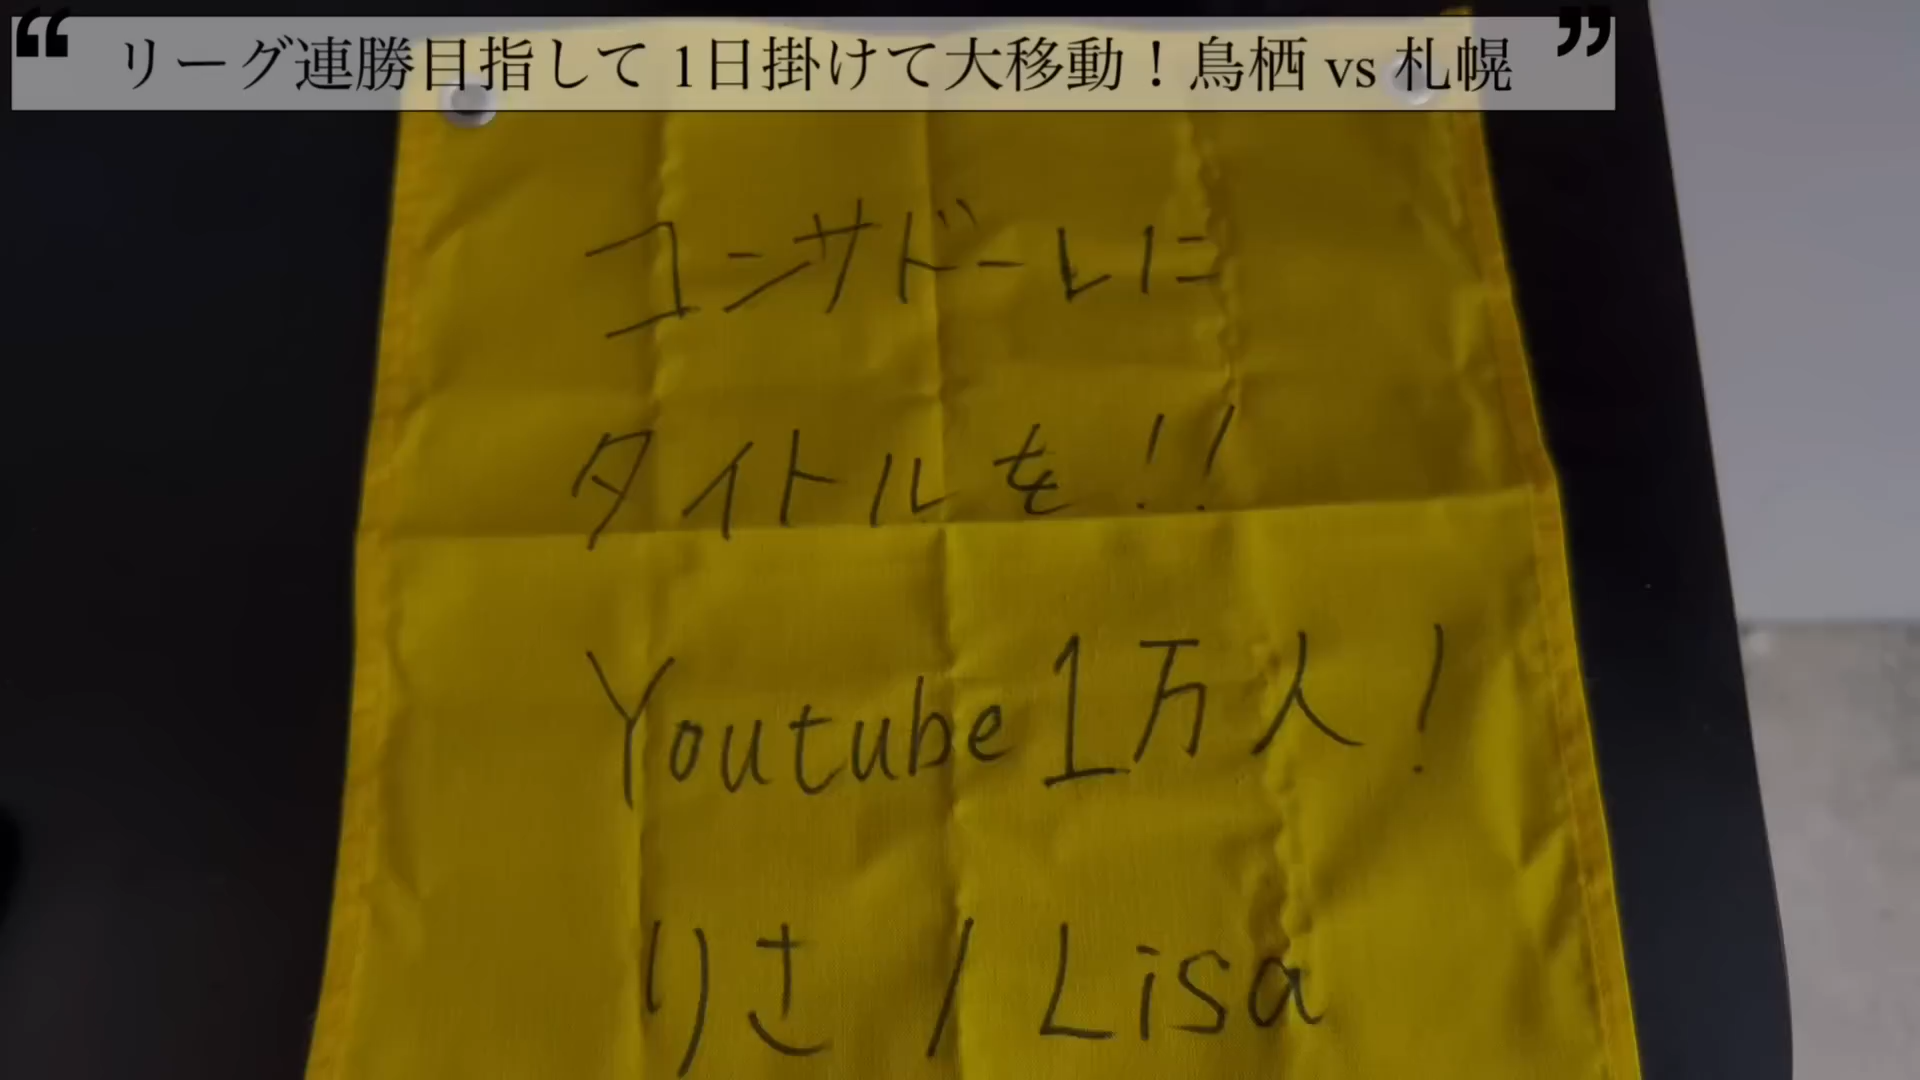 “ リーグ連勝目指して 1日掛けて大移動！鳥栖 vs 札幌 ”
コンサドーレに
タイトルを!!
Youtube 1万人!
りさ / Lisa